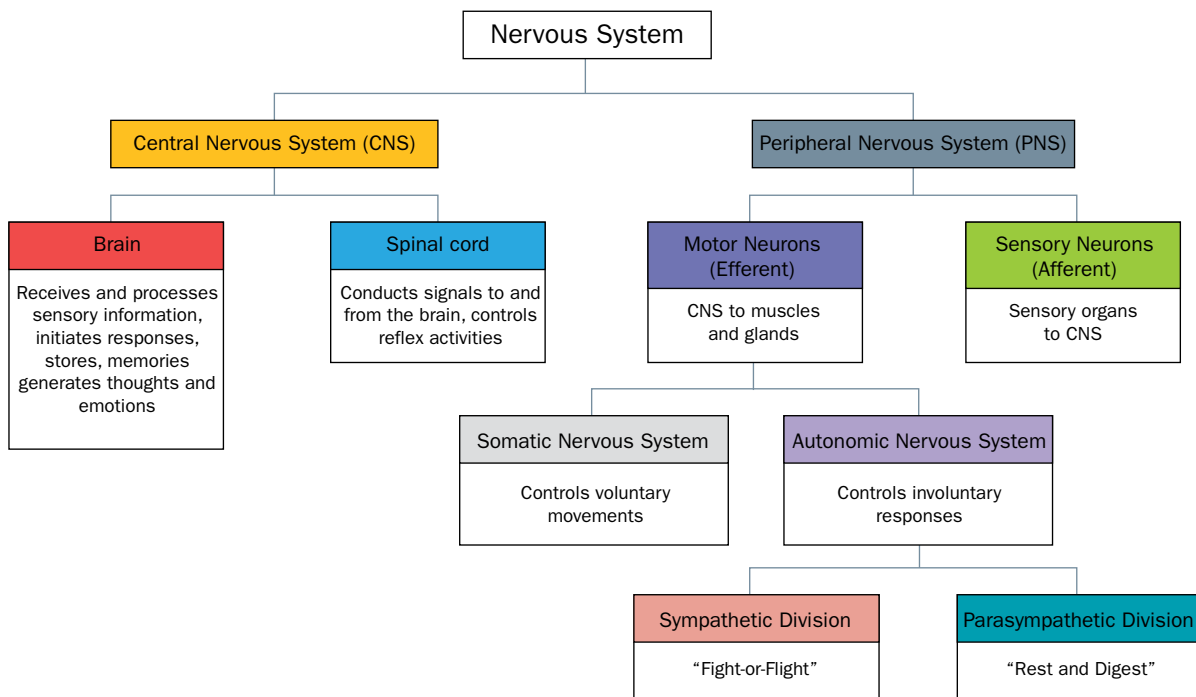 Nervous System
Central Nervous System (CNS)
Peripheral Nervous System (PNS)
Brain
Receives and processes
sensory information,
initiates responses,
stores, memories
generates thoughts and
emotions
Spinal cord
Conducts signals to and
from the brain, controls
reflex activities
Motor Neurons
(Efferent)
CNS to muscles
and glands
Sensory Neurons
(Afferent)
Sensory organs
to CNS
Somatic Nervous System
Controls voluntary
movements
Autonomic Nervous System
Controls involuntary
responses
Sympathetic Division
“Fight-or-Flight”
Parasympathetic Division
“Rest and Digest”